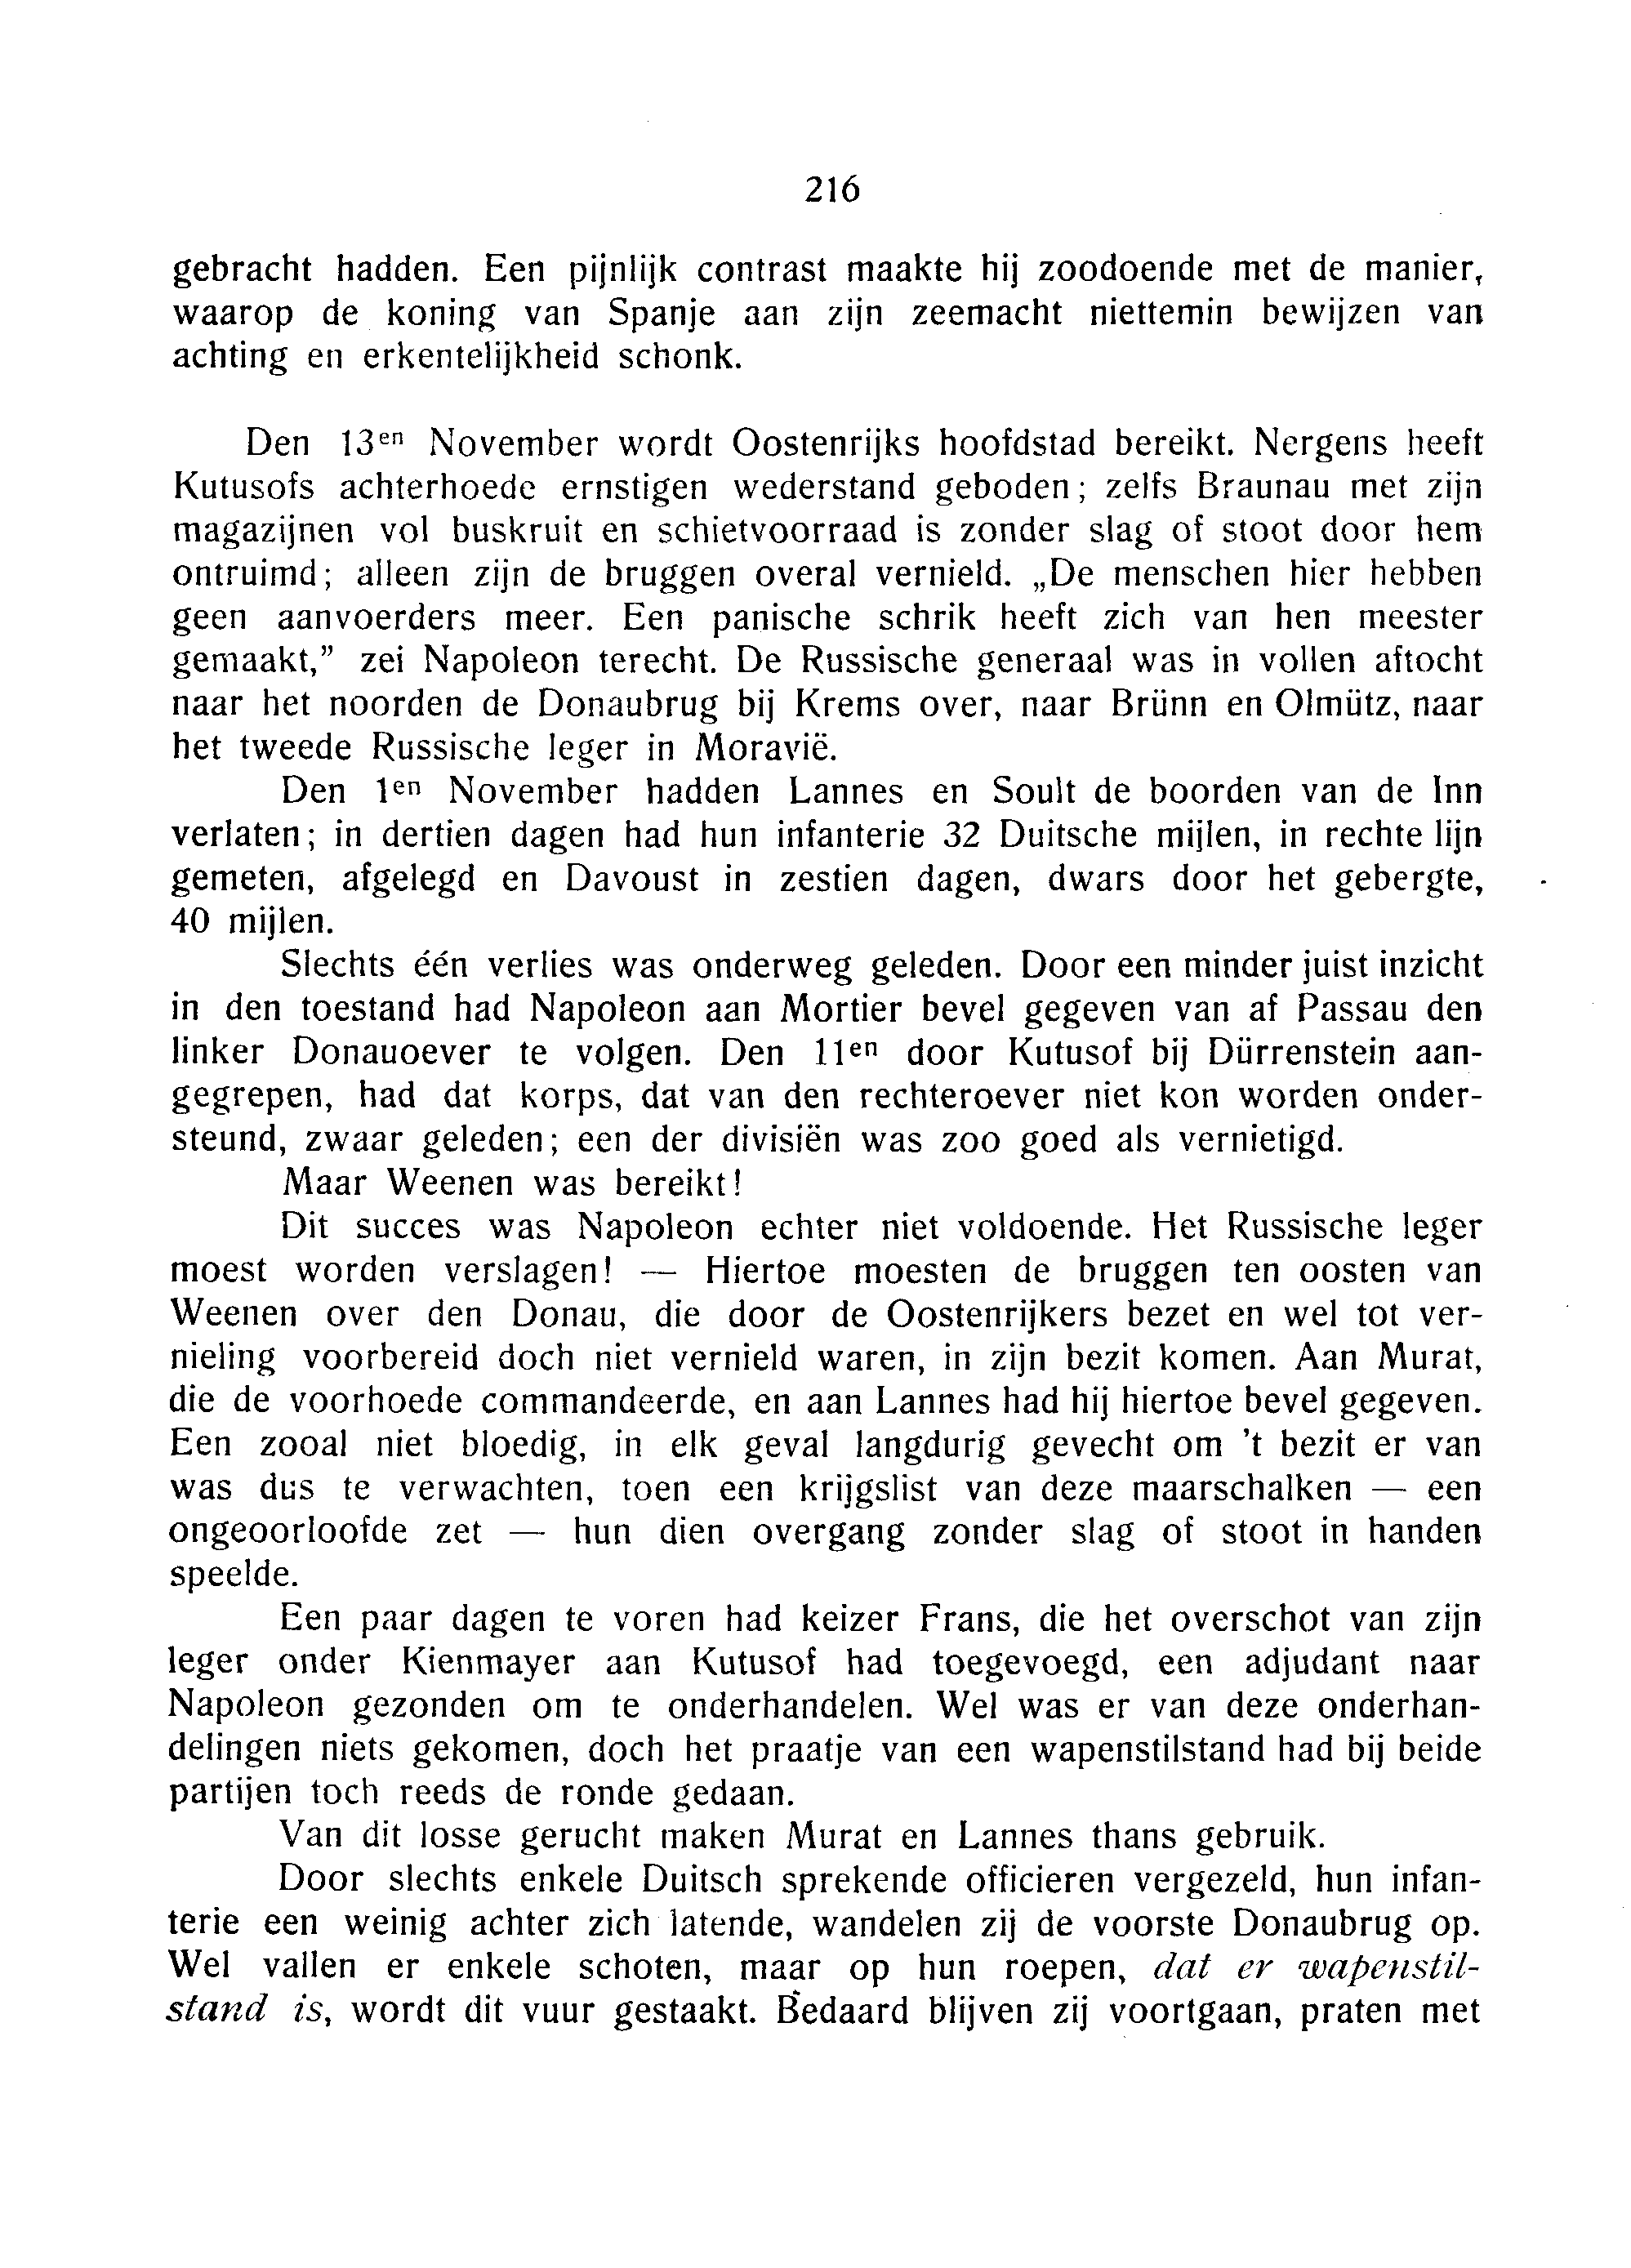 216
gebracht hadden. Een pijnlijk contrast maakte hij zoodoende met de manier,
waarop de koning van Spanje aan zijn zeemacht niettemin bewijzen van
achting en erkentelijkheid schonk.
Den 13en November wordt Oostenrijks hoofdstad bereikt. Nergens heeft
Kutusofs achterhoede ernstigen wederstand geboden; zelfs Braunau met zijn
magazijnen vol buskruit en schietvoorraad is zonder slag of stoot door hem
ontruimd; alleen zijn de bruggen overal vernield. „De menschen hier hebben
geen aanvoerders meer. Een panische schrik heeft zich van hen meester
gemaakt,” zei Napoleon terecht. De Russische generaal was in vollen aftocht
naar het noorden de Donaubrug bij Krems over, naar Brünn en Olmütz, naar
het tweede Russische leger in Moravië.
Den 1en November hadden Lannes en Soult de boorden van de Inn
verlaten; in dertien dagen had hun infanterie 32 Duitsche mijlen, in rechte lijn
gemeten, afgelegd en Davoust in zestien dagen, dwars door het gebergte,
40 mijlen.
Slechts één verlies was onderweg geleden. Door een minder juist inzicht
in den toestand had Napoleon aan Mortier bevel gegeven van af Passau den
linker Donauoever te volgen. Den 11en door Kutusof bij Dürrenstein aan-
gegrepen, had dat korps, dat van den rechteroever niet kon worden onder-
steund, zwaar geleden; een der divisiën was zoo goed als vernietigd.
Maar Weenen was bereikt!
Dit succes was Napoleon echter niet voldoende. Het Russische leger
moest worden verslagen! — Hiertoe moesten de bruggen ten oosten van
Weenen over den Donau, die door de Oostenrijkers bezet en wel tot ver-
nieling voorbereid doch niet vernield waren, in zijn bezit komen. Aan Murat,
die de voorhoede commandeerde, en aan Lannes had hij hiertoe bevel gegeven.
Een zooal niet bloedig, in elk geval langdurig gevecht om 't bezit er van
was dus te verwachten, toen een krijgslist van deze maarschalken — een
ongeoorloofde zet — hun dien overgang zonder slag of stoot in handen
speelde.
Een paar dagen te voren had keizer Frans, die het overschot van zijn
leger onder Kienmayer aan Kutusof had toegevoegd, een adjudant naar
Napoleon gezonden om te onderhandelen. Wel was er van deze onderhan-
delingen niets gekomen, doch het praatje van een wapenstilstand had bij beide
partijen toch reeds de ronde gedaan.
Van dit losse gerucht maken Murat en Lannes thans gebruik.
Door slechts enkele Duitsch sprekende officieren vergezeld, hun infan-
terie een weinig achter zich latende, wandelen zij de voorste Donaubrug op.
Wel vallen er enkele schoten, maar op hun roepen, dat er wapenstil-
stand is, wordt dit vuur gestaakt. Bedaard blijven zij voortgaan, praten met